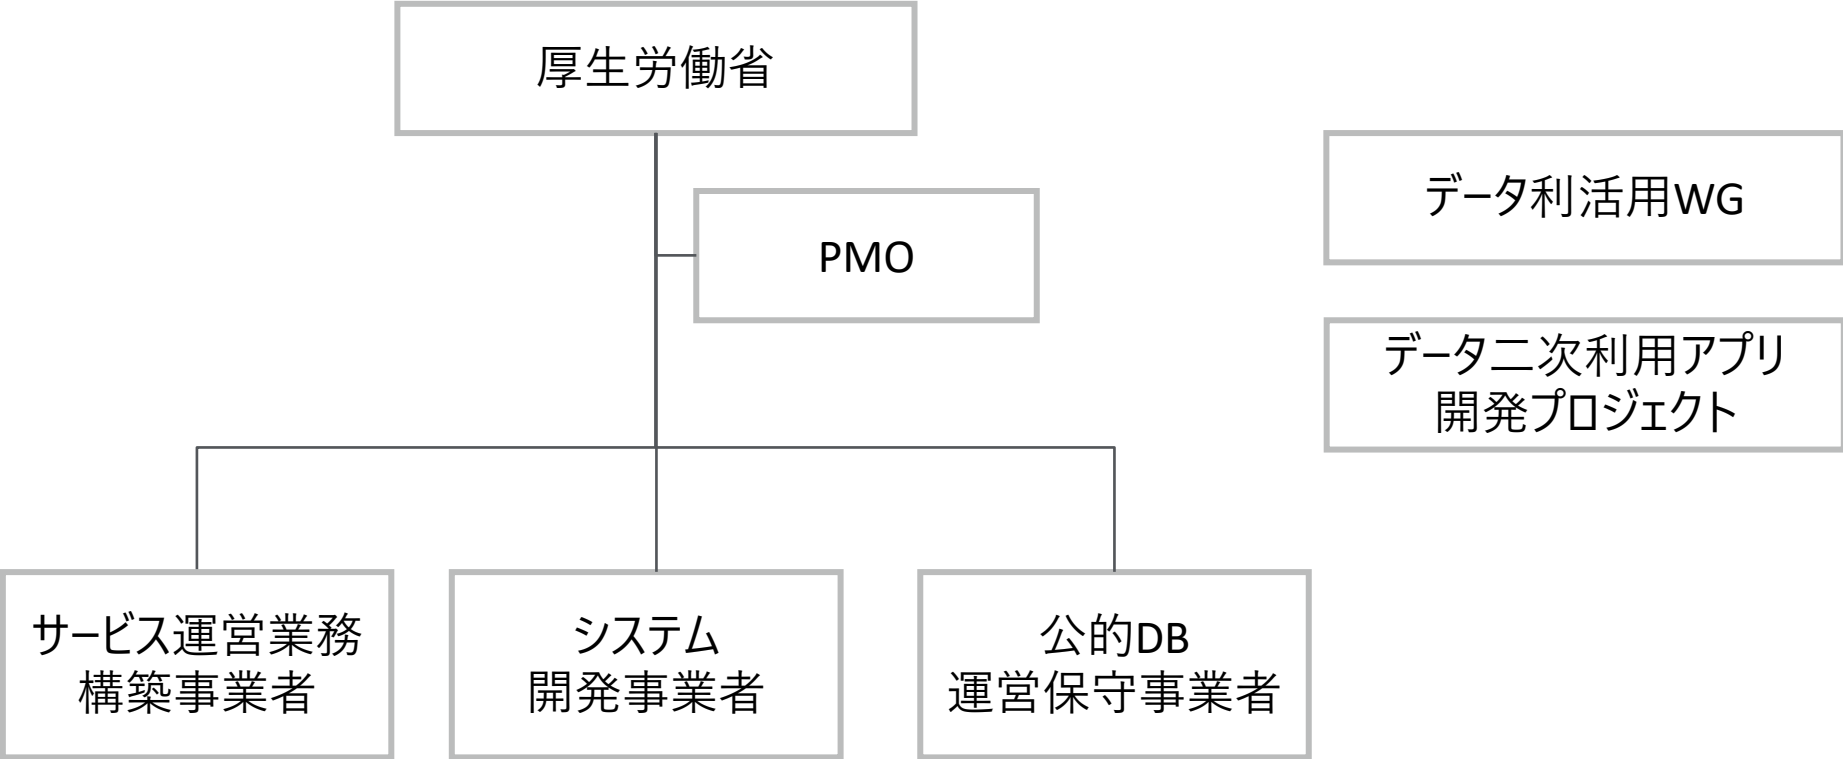 厚生労働省
PMO
データ利活用WG
データ二次利用アプリ
開発プロジェクト
サービス運営業務
構築事業者
システム
開発事業者
公的DB
運営保守事業者